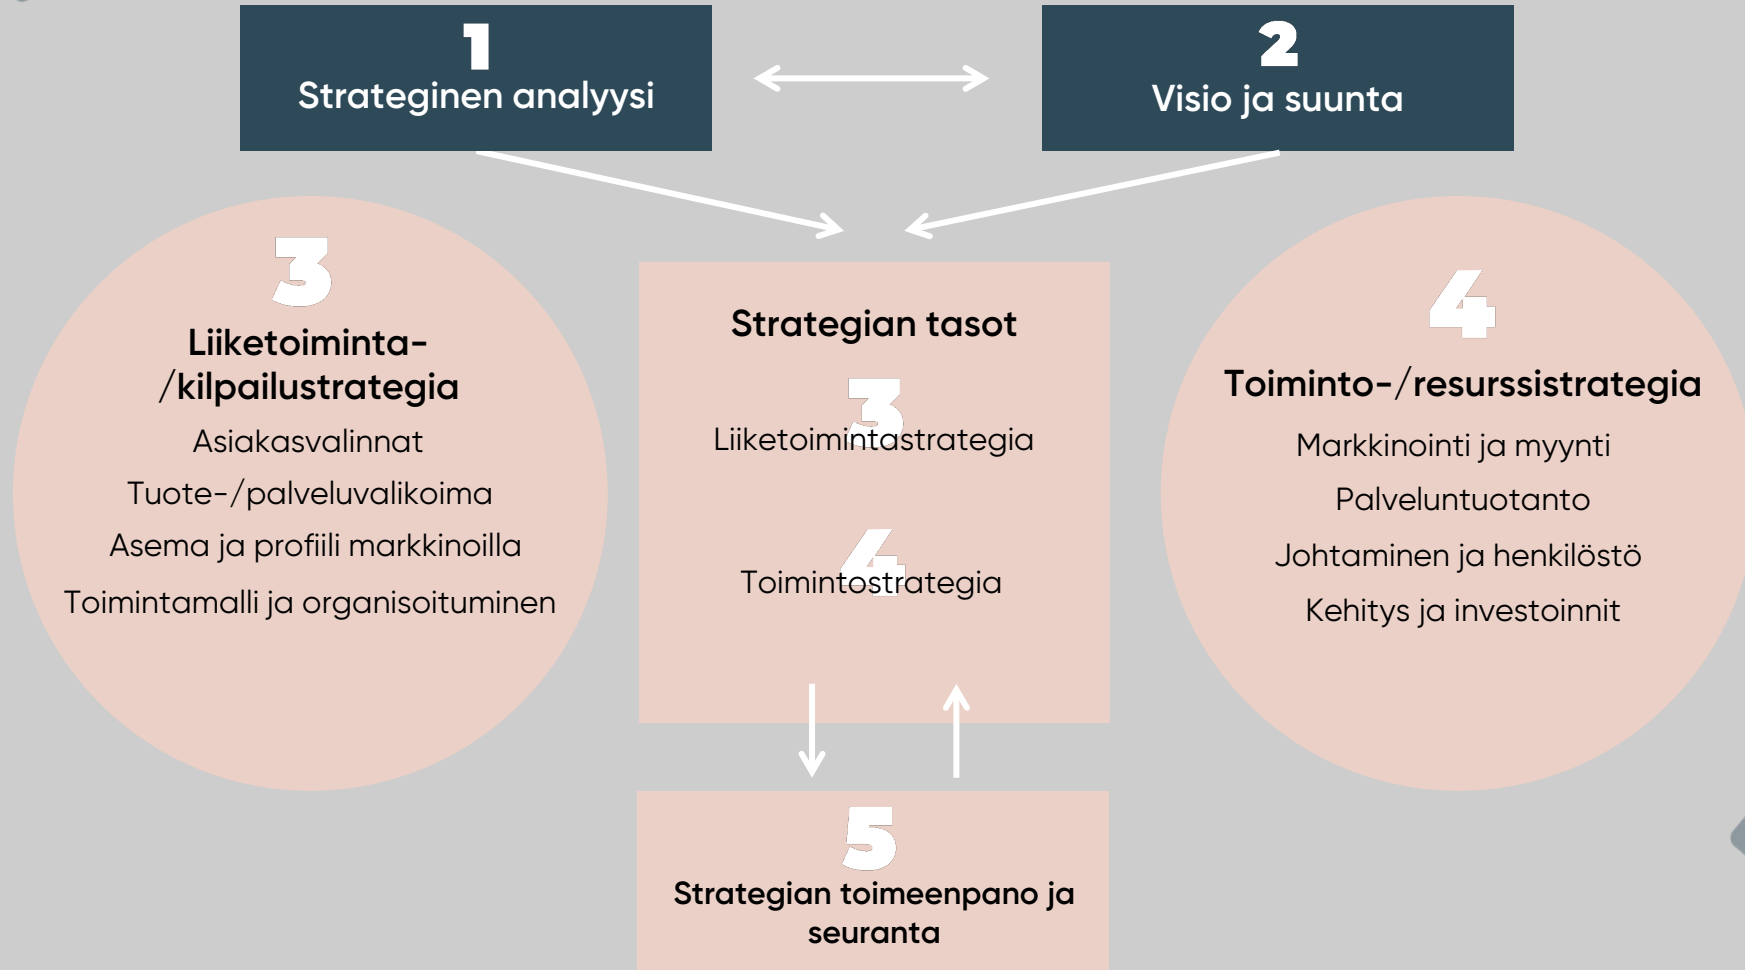 1
Strateginen analyysi
2
Visio ja suunta
3
Liiketoiminta-
/kilpailustrategia
Asiakasvalinnat
Tuote-/palveluvalikoima
Asema ja profiili markkinoilla
Toimintamalli ja organisoituminen
Strategian tasot
3
Liiketoimintastrategia
4
Toimintostrategia
4
Toiminto-/resurssistrategia
Markkinointi ja myynti
Palveluntuotanto
Johtaminen ja henkilöstö
Kehitys ja investoinnit
5
Strategian toimeenpano ja
seuranta